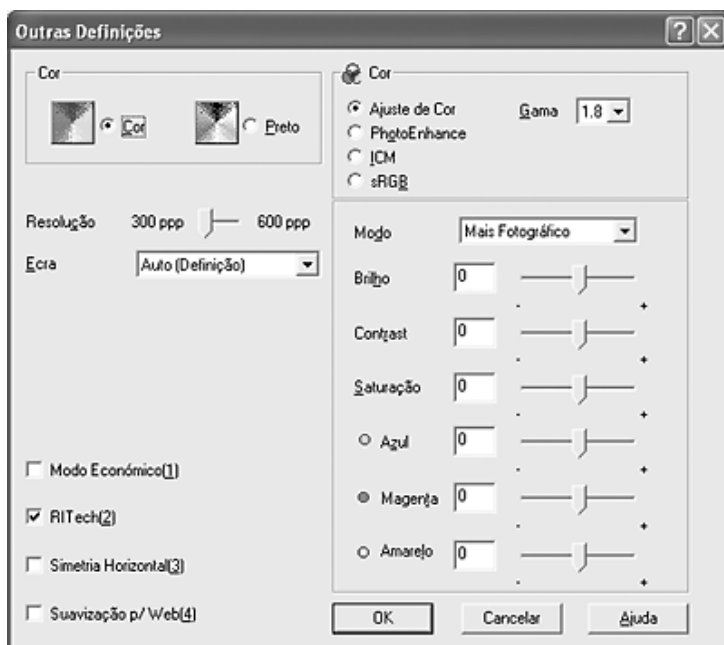 Outras Definições
Cor
Cor
Preto
Resolução 300 ppp 600 ppp
Ecra Auto (Definição)
Modo Económico(1)
RITech(2)
Simetria Horizontal(3)
Suavização p/ Web(4)
Cor
Ajuste de Cor
PhotoEnhance
ICM
sRGB
Gama 1.8
Modo Mais Fotográfico
Brilho 0
- +
Contrast 0
- +
Saturação 0
- +
Azul 0
- +
Magenta 0
- +
Amarelo 0
- +
OK Cancelar Ajuda